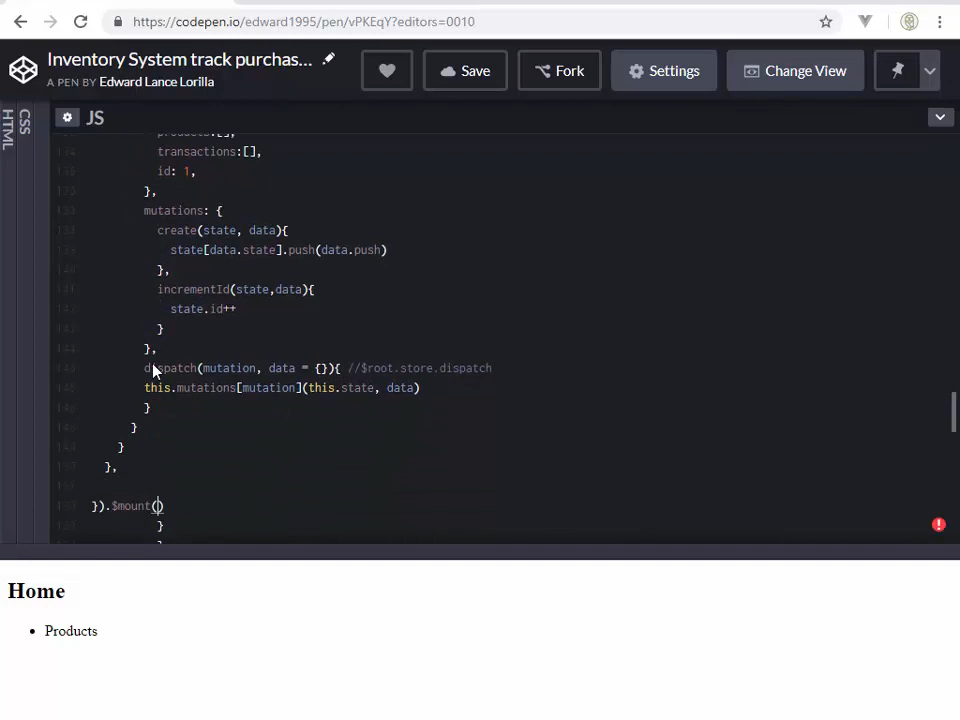 https://codepen.io/edward1995/pen/vPKEqY?editors=0010
Inventory System track purchas...
A PEN BY Edward Lance Lorilla
Save
Fork
Settings
Change View
HTML
CSS
JS
products:[],
transactions:[],
id: 1,
},
mutations: {
create(state, data){
state[data.state].push(data.push)
},
incrementId(state,data){
state.id++
}
},
dispatch(mutation, data = {}){ //$root.store.dispatch
this.mutations[mutation](this.state, data)
}
}
}
},
}).$mount()
}
Home
• Products